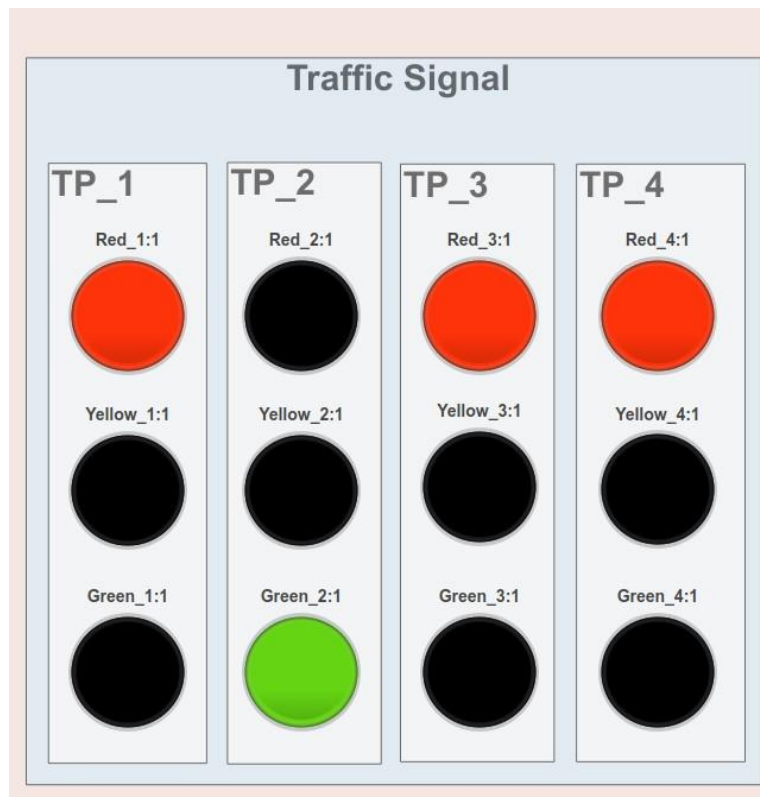 Traffic Signal
TP_1 TP_2 TP_3 TP_4
Red_1:1 Red_2:1 Red_3:1 Red_4:1
Yellow_1:1 Yellow_2:1 Yellow_3:1 Yellow_4:1
Green_1:1 Green_2:1 Green_3:1 Green_4:1